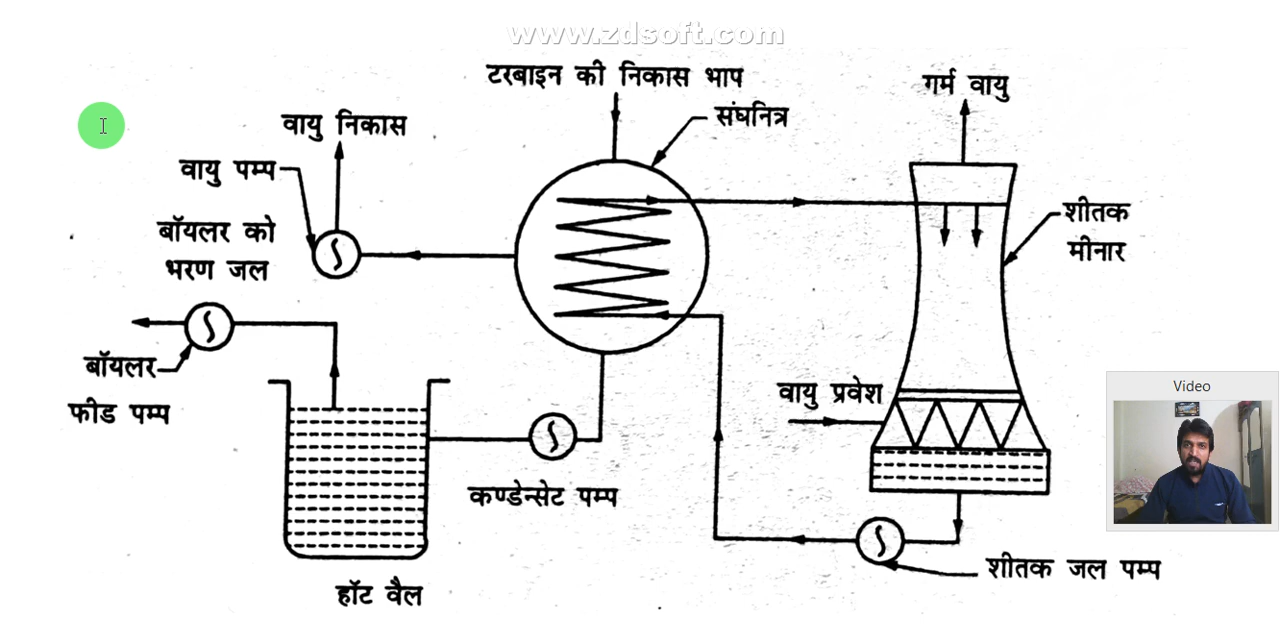 www.zdsoft.com
टरबाइन की निकास भाप
गर्म वायु
संघनित्र
वायु निकास
वायु पम्प
बॉयलर को
भरण जल
शीतक
मीनार
बॉयलर
फीड पम्प
वायु प्रवेश
कण्डेन्सेट पम्प
शीतक जल पम्प
हॉट वैल
Video